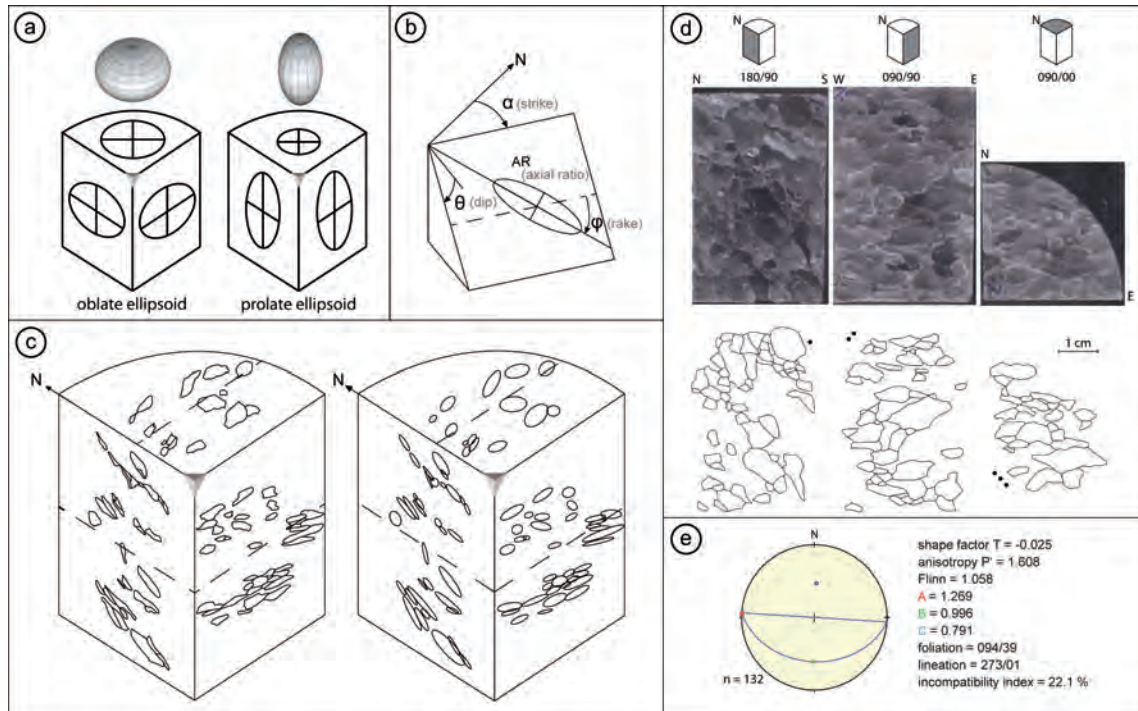 a
oblate ellipsoid
prolate ellipsoid
b
N
α (strike)
AR
(axial ratio)
θ (dip)
φ (rake)
c
N
N
d
N
N
N
180/90
090/90
090/00
N
S
W
E
N
E
1 cm
e
N
n = 132
shape factor T = -0.025
anisotropy P' = 1.608
Flinn = 1.058
A = 1.269
B = 0.996
C = 0.791
foliation = 094/39
lineation = 273/01
incompatibility index = 22.1 %